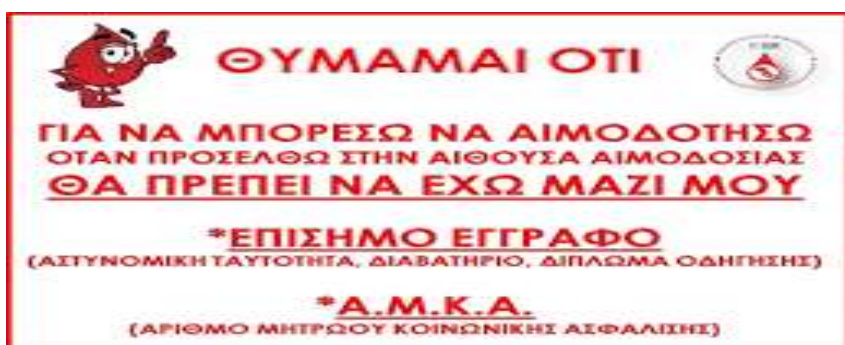 ΘΥΜΑΜΑΙ ΟΤΙ
ΓΙΑ ΝΑ ΜΠΟΡΕΣΩ ΝΑ ΑΙΜΟΔΟΤΗΣΩ
ΟΤΑΝ ΠΡΟΣΕΛΘΩ ΣΤΗΝ ΑΙΘΟΥΣΑ ΑΙΜΟΔΟΣΙΑΣ
ΘΑ ΠΡΕΠΕΙ ΝΑ ΕΧΩ ΜΑΖΙ ΜΟΥ
*ΕΠΙΣΗΜΟ ΕΓΓΡΑΦΟ
(ΑΣΤΥΝΟΜΙΚΗ ΤΑΥΤΟΤΗΤΑ, ΔΙΑΒΑΤΗΡΙΟ, ΔΙΠΛΩΜΑ ΟΔΗΓΗΣΗΣ)
*Α.Μ.Κ.Α.
(ΑΡΙΘΜΟ ΜΗΤΡΩΟΥ ΚΟΙΝΩΝΙΚΗΣ ΑΣΦΑΛΙΣΗΣ)